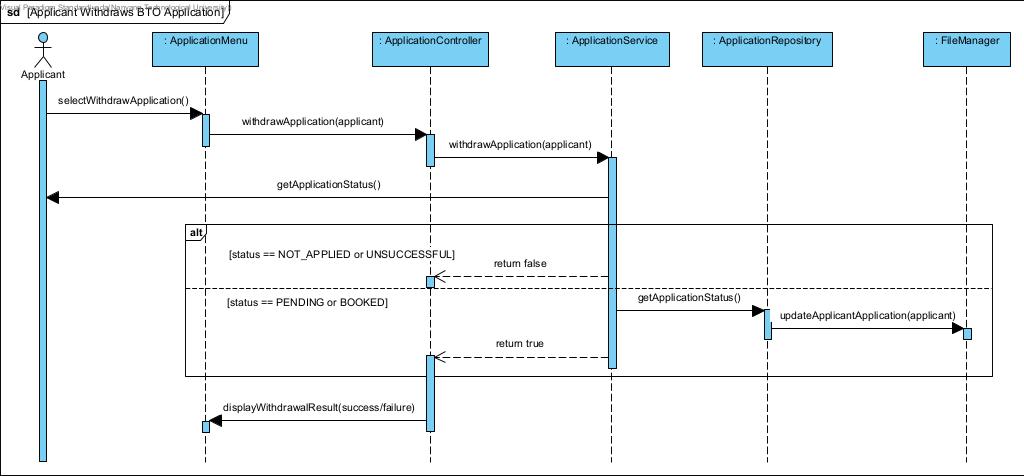 Visual Paradigm Standard(weda(Nanyang Technological University))
sd [Applicant Withdraws BTO Application]
: ApplicationMenu
: ApplicationController
: ApplicationService
: ApplicationRepository
: FileManager
Applicant
selectWithdrawApplication()
withdrawApplication(applicant)
withdrawApplication(applicant)
getApplicationStatus()
alt
[status == NOT_APPLIED or UNSUCCESSFUL]
return false
[status == PENDING or BOOKED]
getApplicationStatus()
updateApplicantApplication(applicant)
return true
displayWithdrawalResult(success/failure)